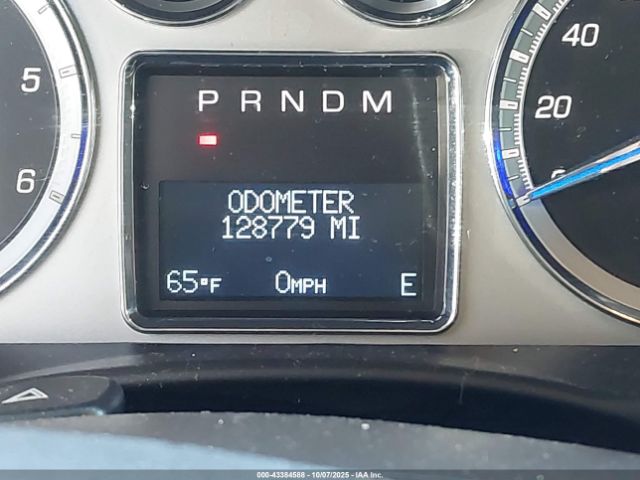 P R N D M
ODOMETER
128779 MI
65°F 0MPH E
5
6
40
20
000-43384588 - 10/07/2025 - IAA Inc.